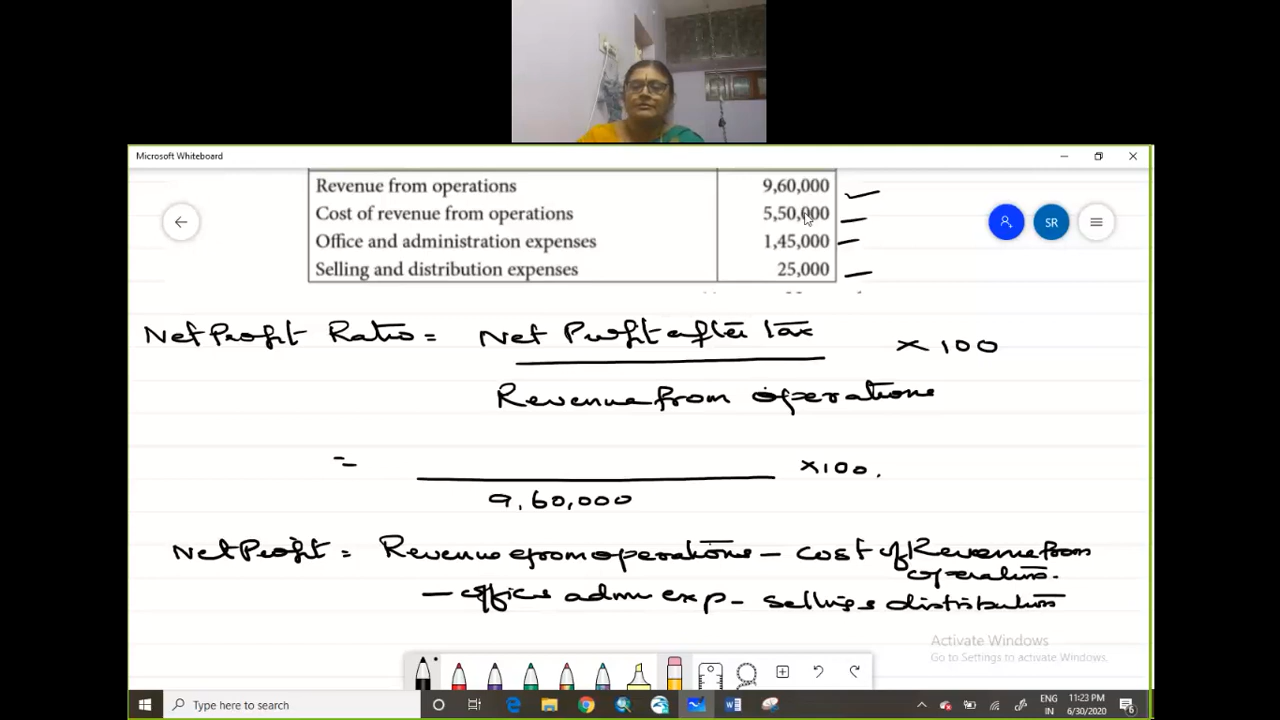 Microsoft Whiteboard
Revenue from operations 9,60,000
Cost of revenue from operations 5,50,000
Office and administration expenses 1,45,000
Selling and distribution expenses 25,000
SR
Net Profit Ratio = Net Profit after Tax × 100
Revenue from operations
= ×100.
9,60,000
Net Profit = Revenue from operations – cost of Revenue from
operation.
– office admn exp – selling & distribution
Activate Windows
Go to Settings to activate Windows.
Type here to search
ENG
IN
11:23 PM
6/30/2020
6